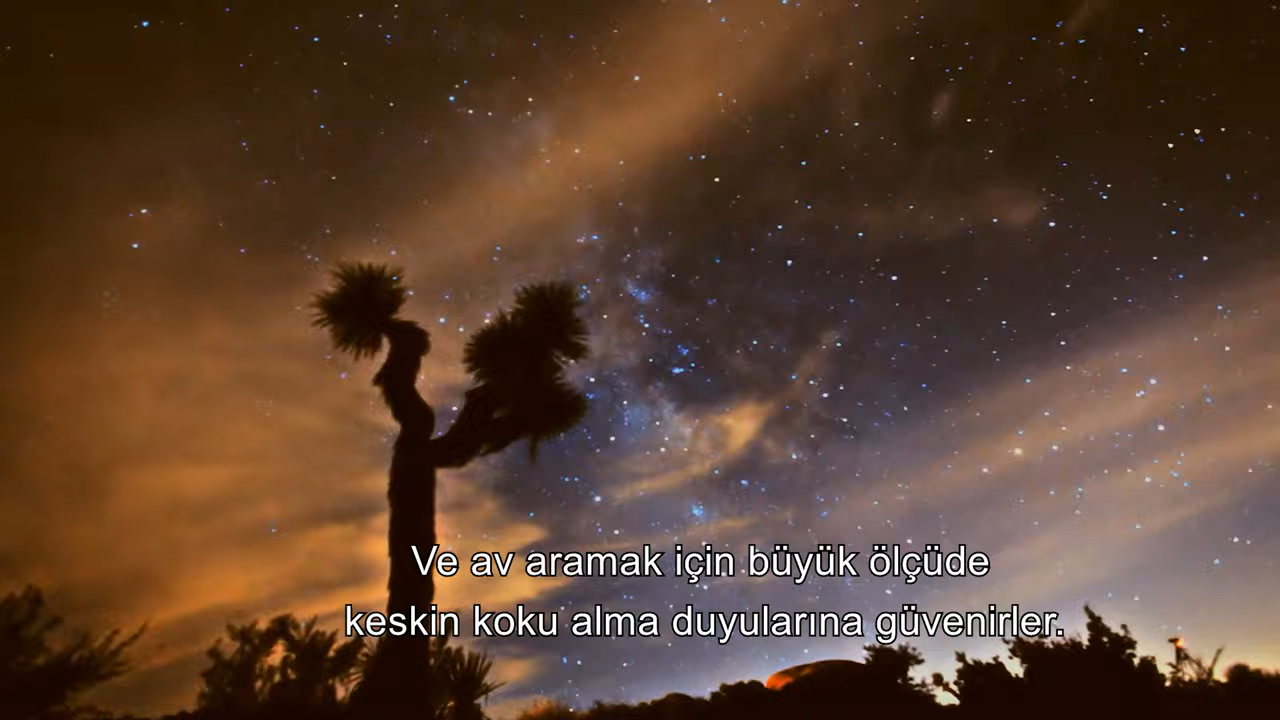 Ve av aramak için büyük ölçüde
keskin koku alma duyularına güvenirler.